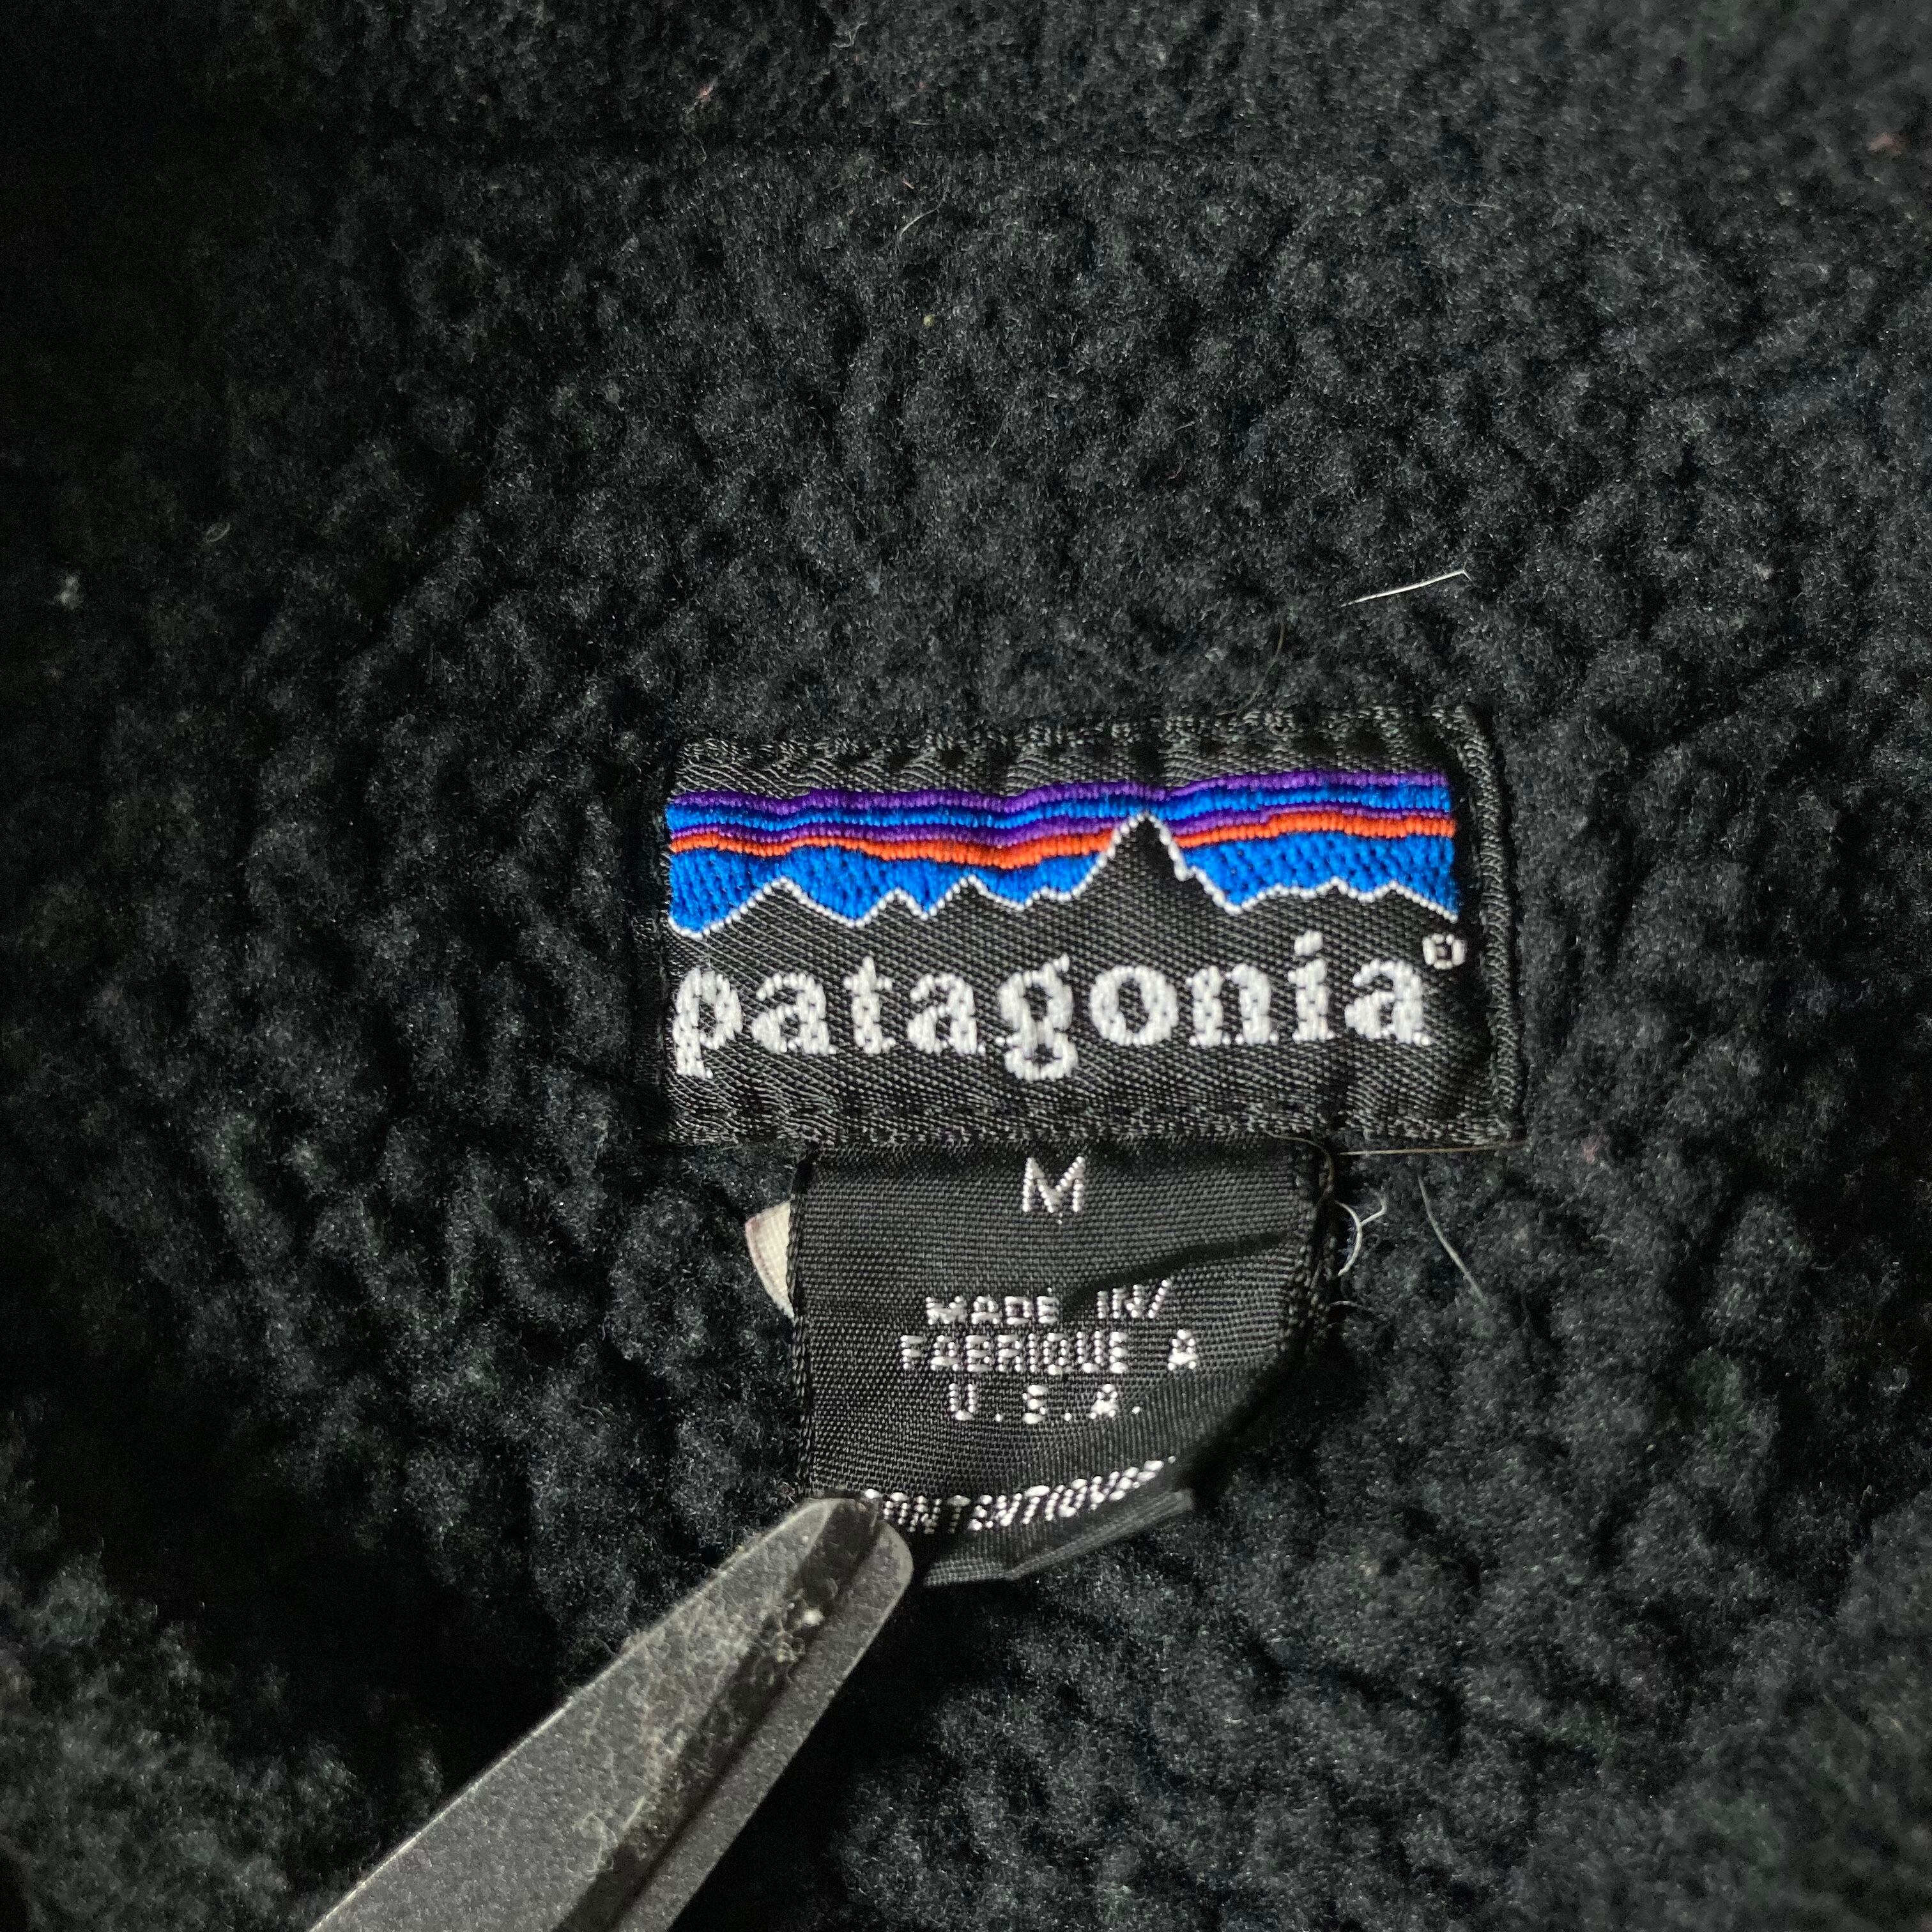 patagonia®
M
MADE IN/
FABRIQUE A
U.S.A.